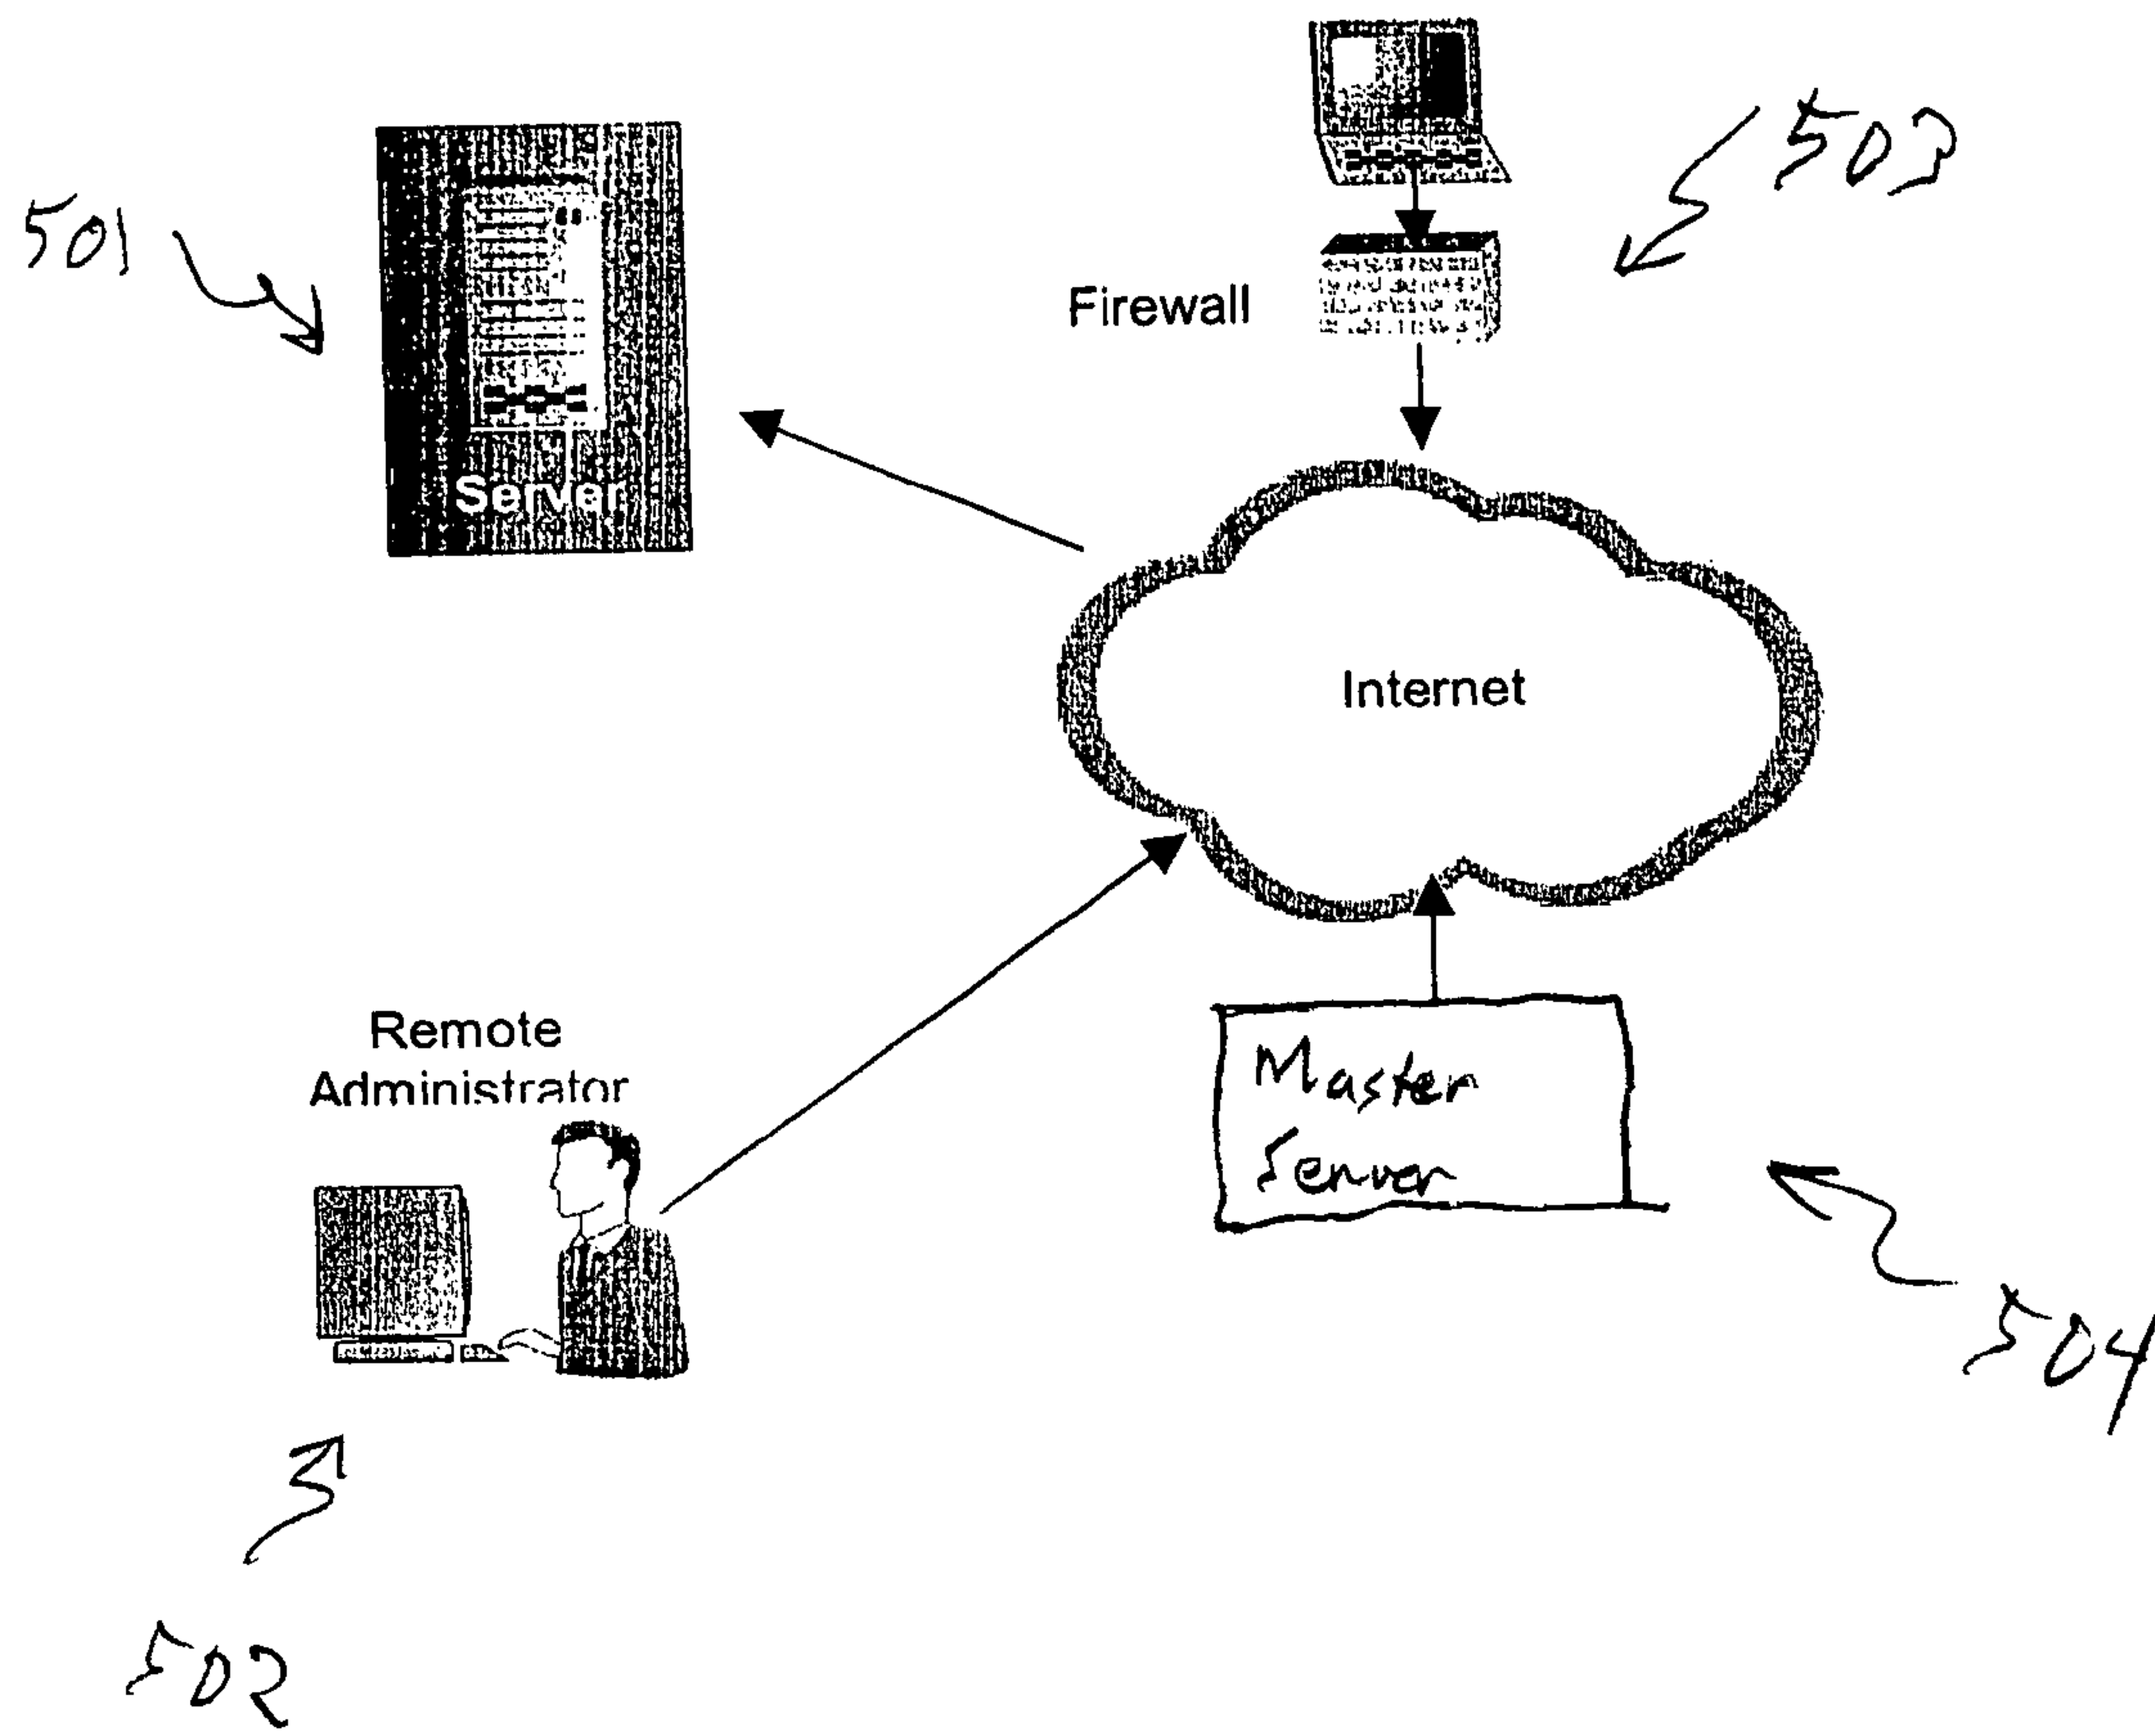 503
501
Firewall
Server
Internet
Remote
Administrator
Master
Server
504
502